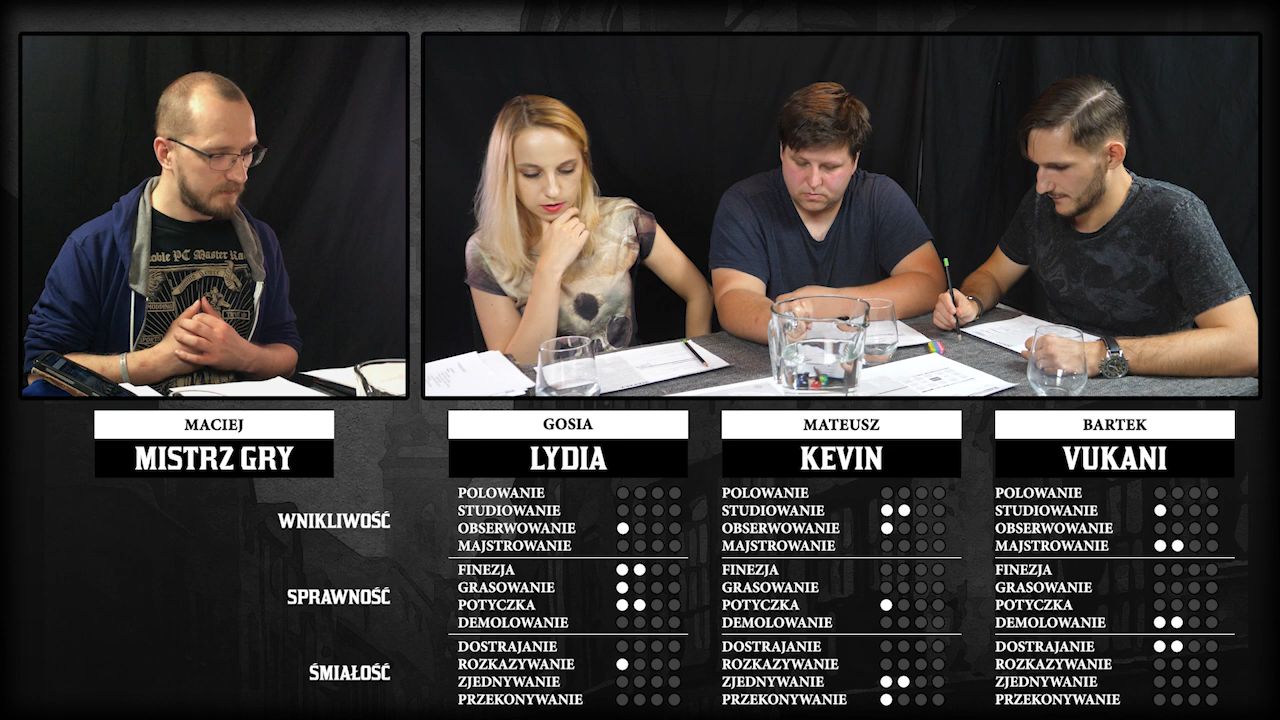 PC Master
MACIEJ
MISTRZ GRY
GOSIA
LYDIA
MATEUSZ
KEVIN
BARTEK
VUKANI
WNIKLIWOŚĆ
SPRAWNOŚĆ
ŚMIAŁOŚĆ
POLOWANIE
STUDIOWANIE
OBSERWOWANIE
MAJSTROWANIE
FINEZJA
GRASOWANIE
POTYCZKA
DEMOLOWANIE
DOSTRAJANIE
ROZKAZYWANIE
ZJEDNYWANIE
PRZEKONYWANIE
POLOWANIE
STUDIOWANIE
OBSERWOWANIE
MAJSTROWANIE
FINEZJA
GRASOWANIE
POTYCZKA
DEMOLOWANIE
DOSTRAJANIE
ROZKAZYWANIE
ZJEDNYWANIE
PRZEKONYWANIE
POLOWANIE
STUDIOWANIE
OBSERWOWANIE
MAJSTROWANIE
FINEZJA
GRASOWANIE
POTYCZKA
DEMOLOWANIE
DOSTRAJANIE
ROZKAZYWANIE
ZJEDNYWANIE
PRZEKONYWANIE